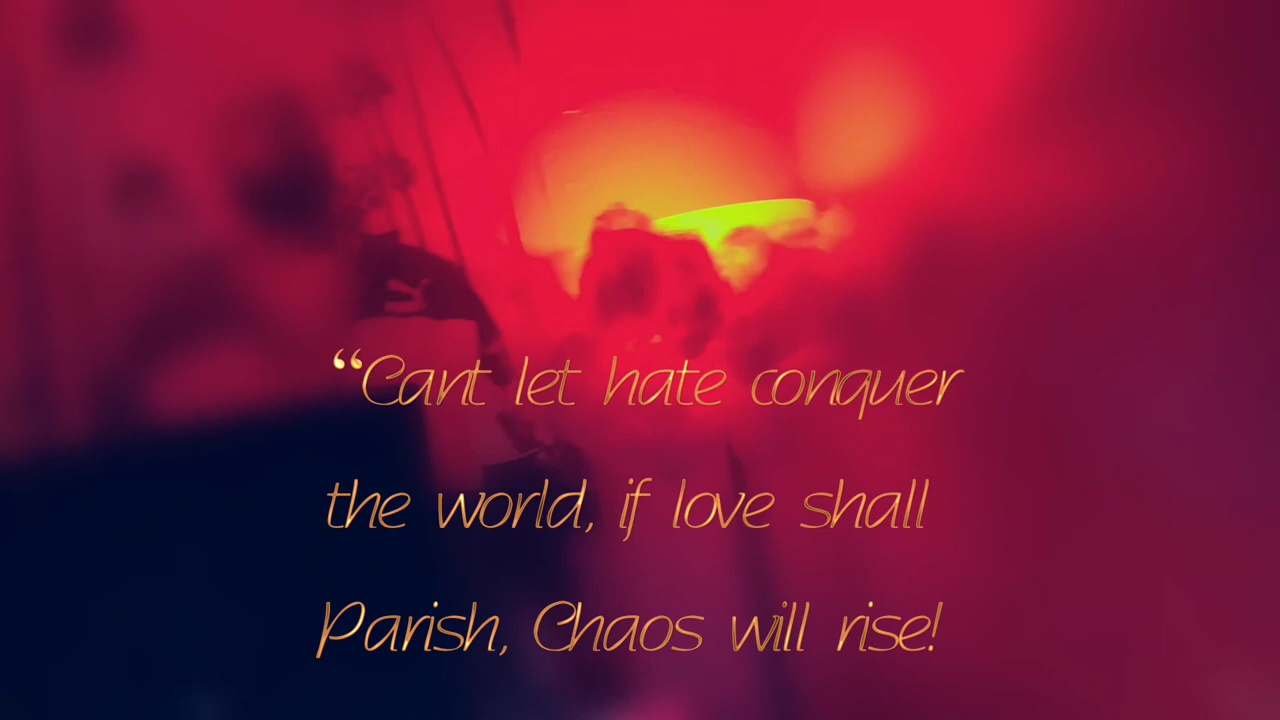 “Cant let hate conquer
the world, if love shall
Parish, Chaos will rise!